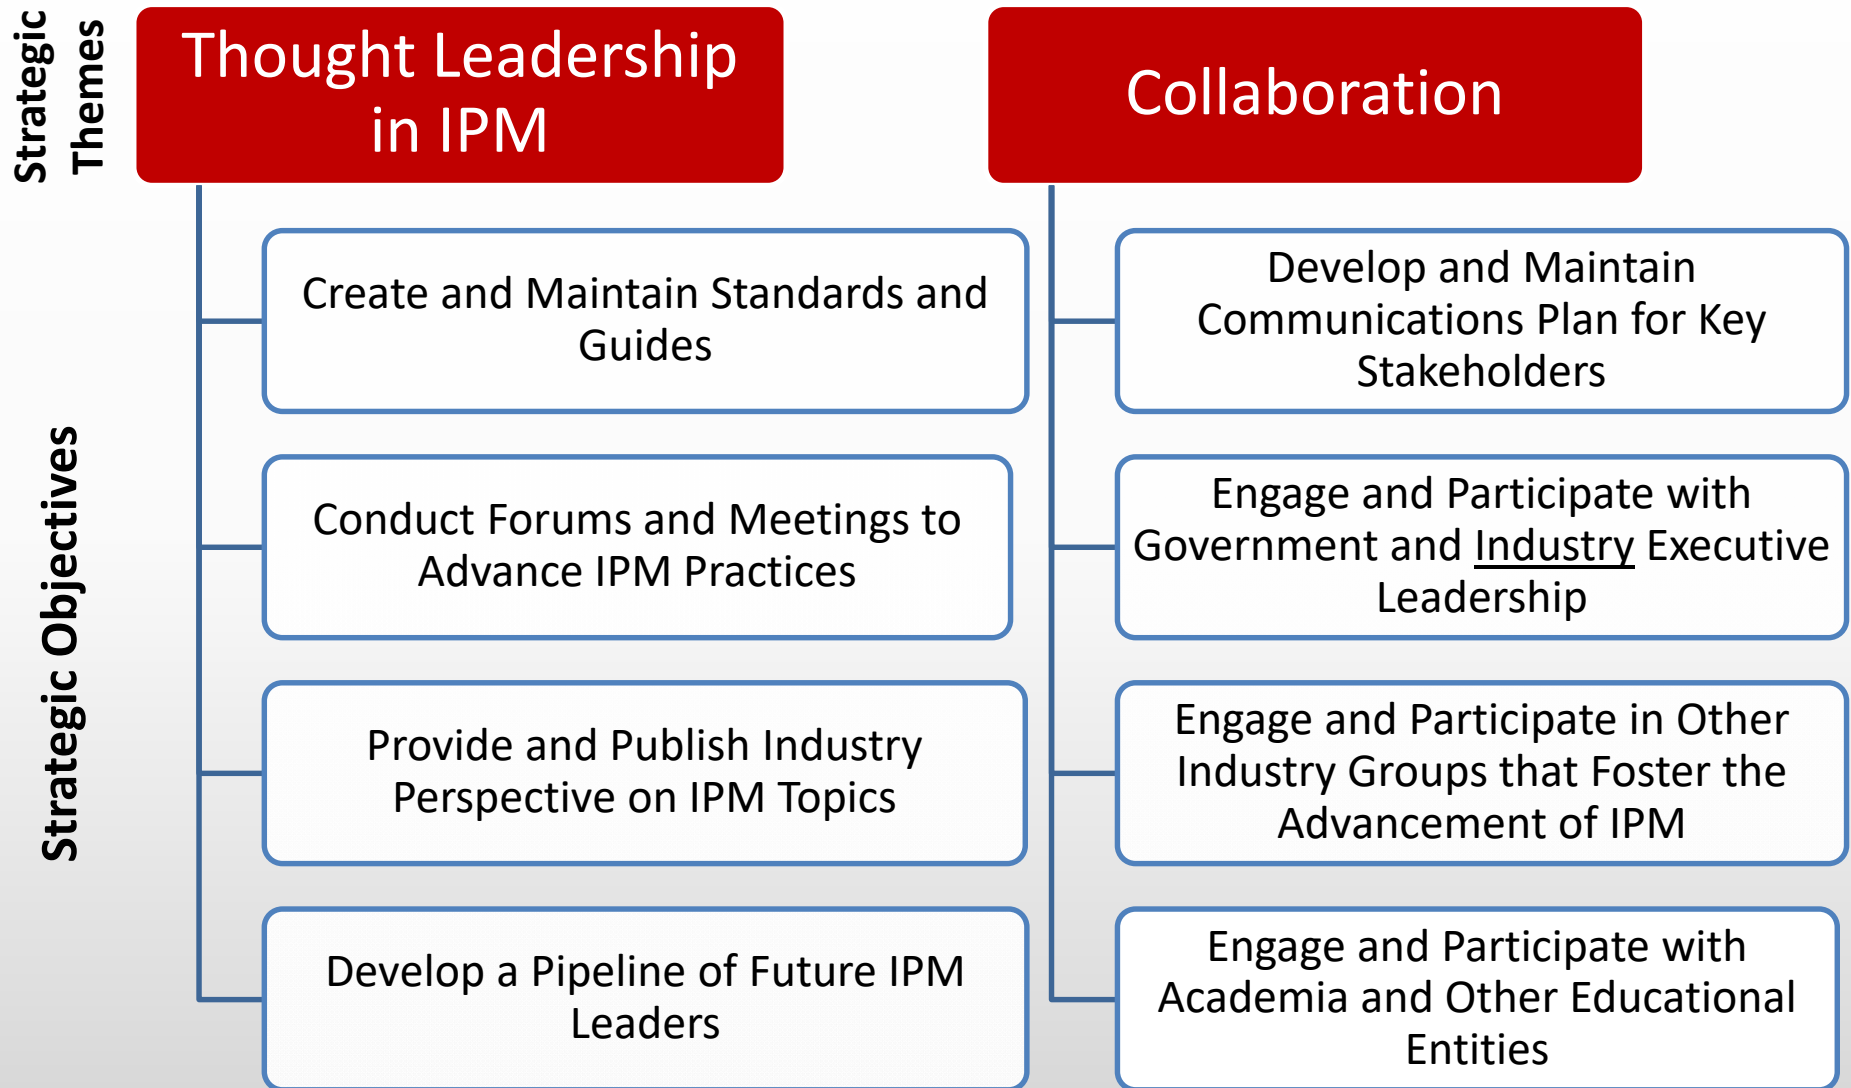 Strategic
Themes
Thought Leadership
in IPM
Collaboration
Strategic Objectives
Create and Maintain Standards and
Guides
Conduct Forums and Meetings to
Advance IPM Practices
Provide and Publish Industry
Perspective on IPM Topics
Develop a Pipeline of Future IPM
Leaders
Develop and Maintain
Communications Plan for Key
Stakeholders
Engage and Participate with
Government and Industry Executive
Leadership
Engage and Participate in Other
Industry Groups that Foster the
Advancement of IPM
Engage and Participate with
Academia and Other Educational
Entities